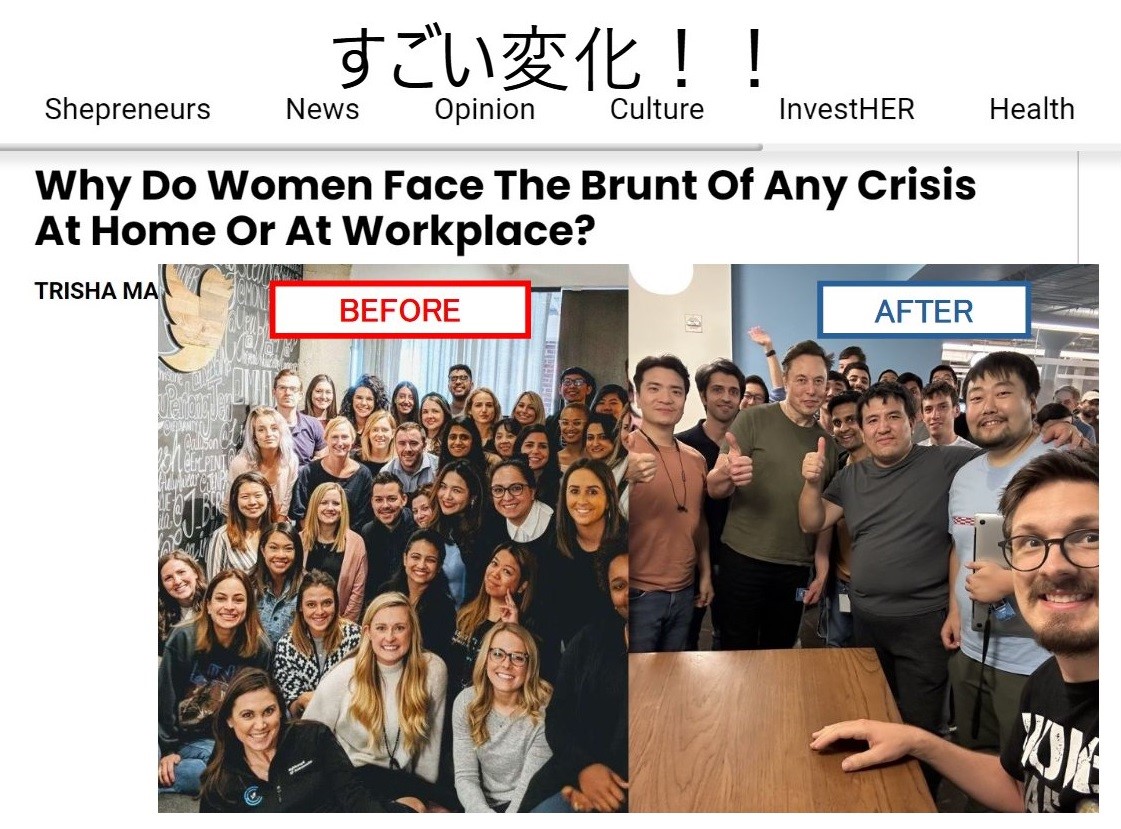 すごい変化！！
Shepreneurs News Opinion Culture InvestHER Health
Why Do Women Face The Brunt Of Any Crisis
At Home Or At Workplace?
TRISHA MA
BEFORE
AFTER